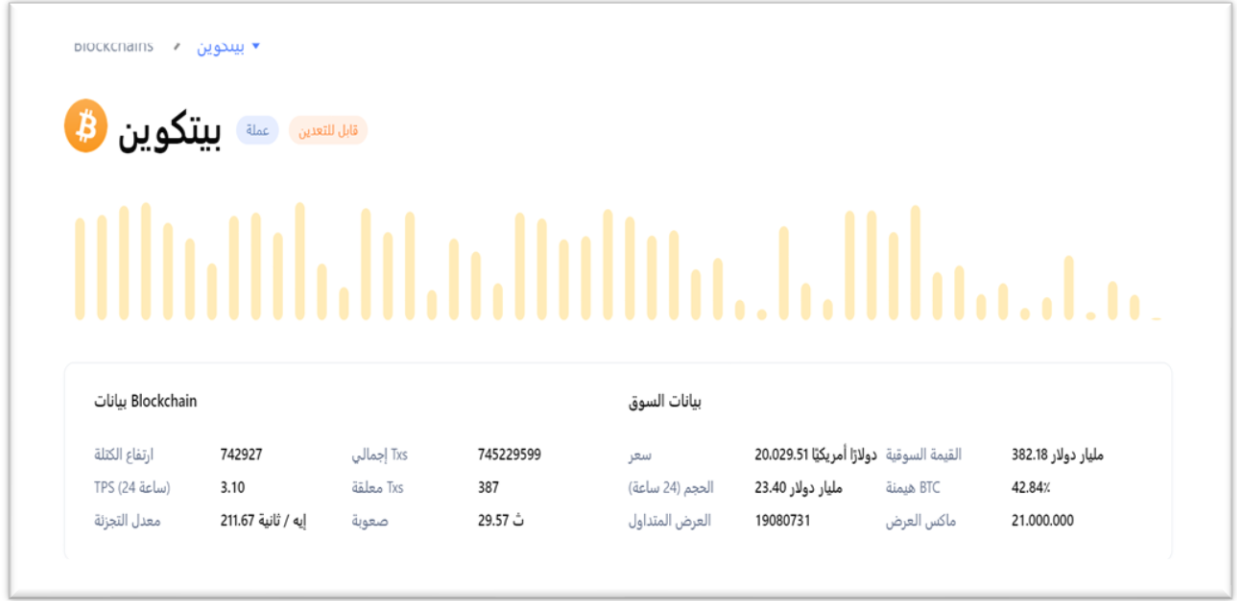 Blockchains / بيتكوين
بيتكوين عملة قابل للتعدين
بيانات Blockchain بيانات السوق
ارتفاع الكتلة 742927 إجمالي Txs 745229599 سعر 20.029.51 دولارًا أمريكيًا القيمة السوقية 382.18 مليار دولار
TPS (24 ساعة) 3.10 معلقة Txs 387 الحجم (24 ساعة) 23.40 مليار دولار هيمنة BTC 42.84%
معدل التجزئة 211.67 إيه / ثانية صعوبة 29.57 ث العرض المتداول 19080731 ماكس العرض 21.000.000